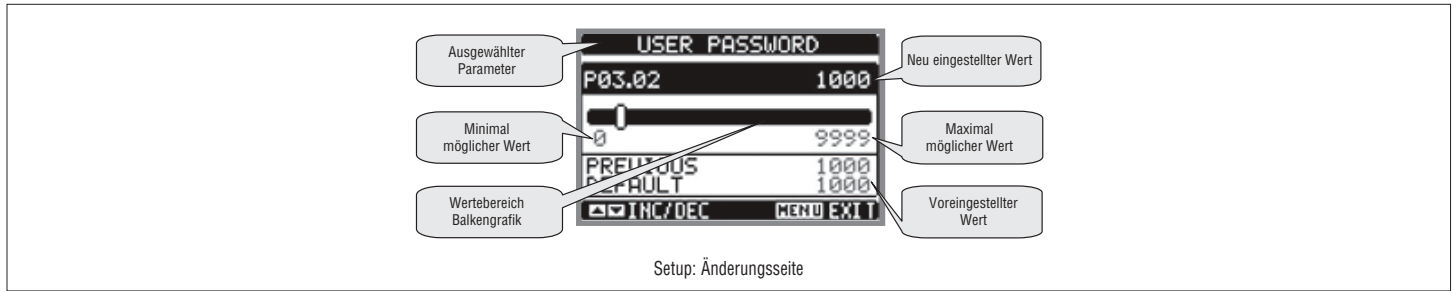 Ausgewählter
Parameter
USER PASSWORD
Neu eingestellter Wert
P03.02 1000
Minimal
möglicher Wert
0 9999
Maximal
möglicher Wert
PREVIOUS 1000
DEFAULT 1000
Wertebereich
Balkengrafik
Voreingestellter
Wert
▲▼INC/DEC MENU EXIT
Setup: Änderungsseite